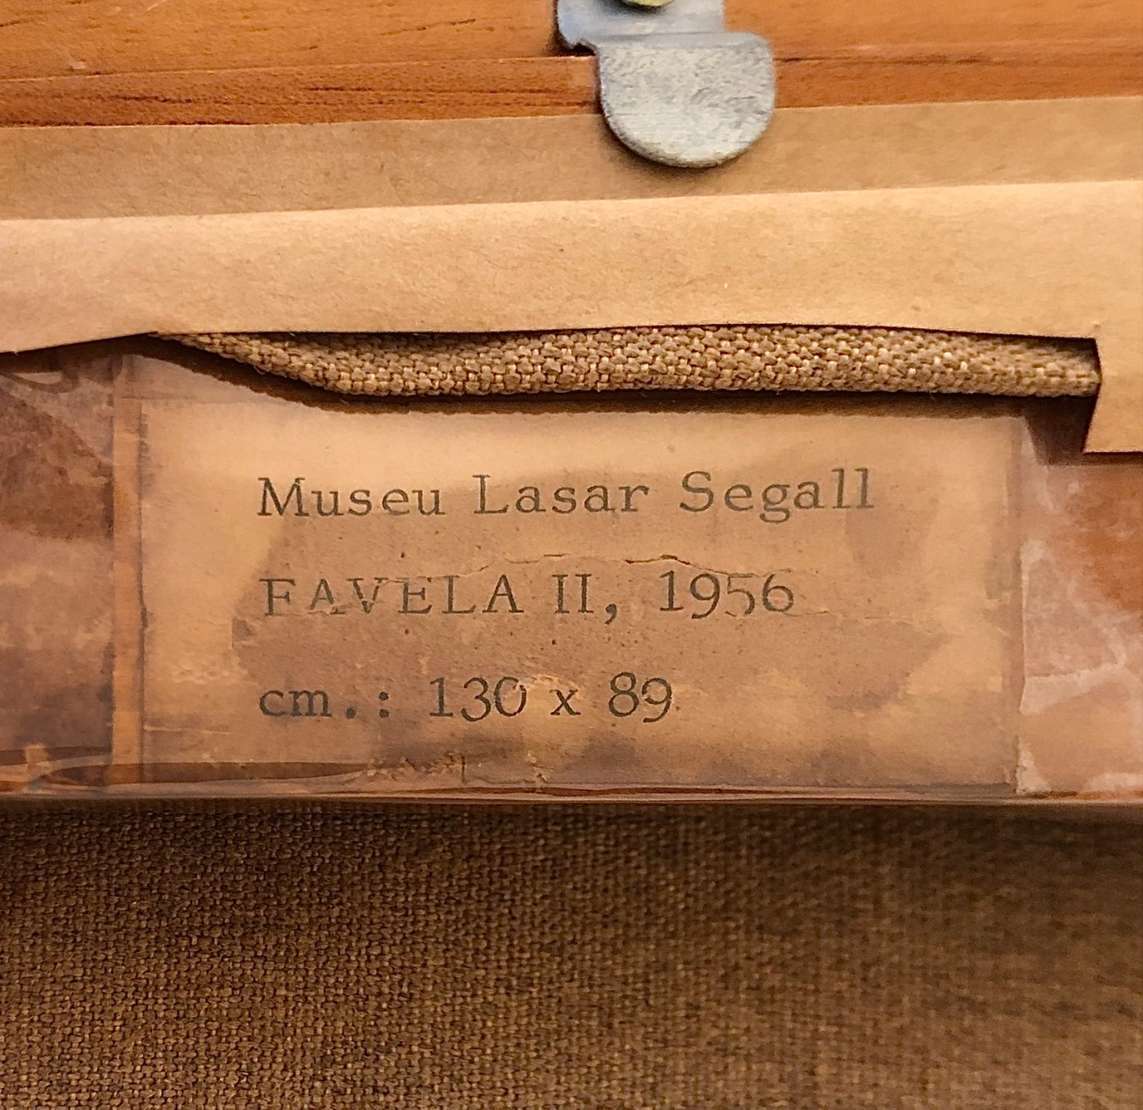 Museu Lasar Segall
FAVELA II, 1956
cm.: 130 x 89